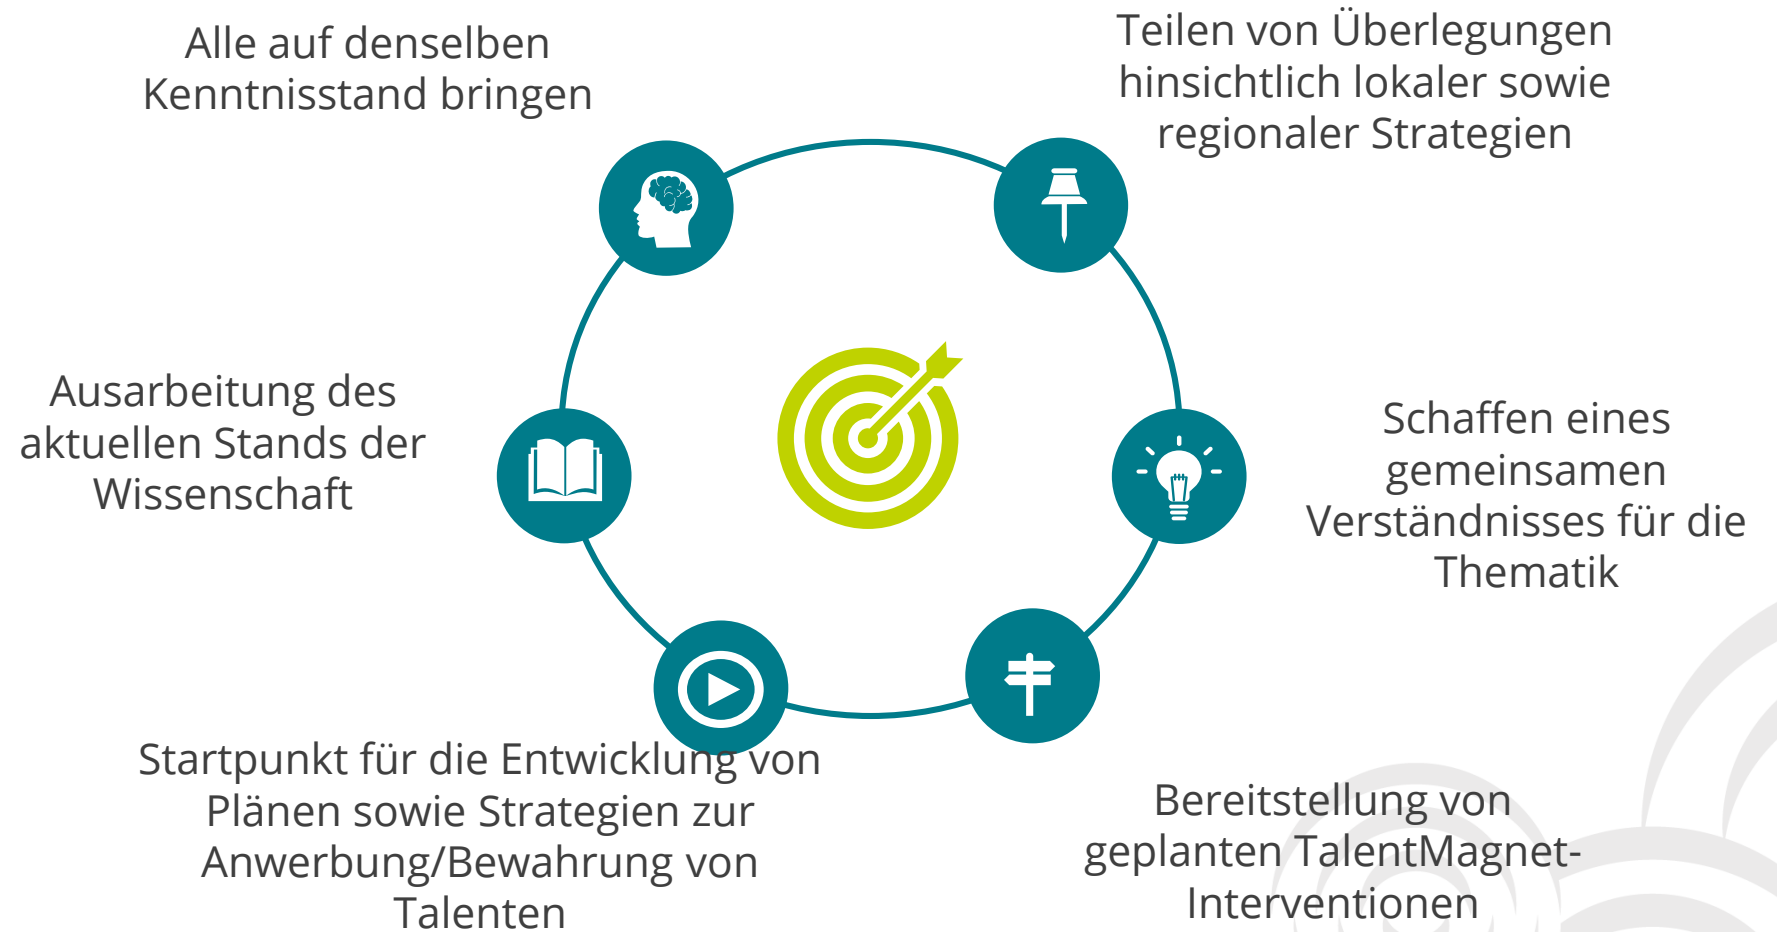 Alle auf denselben
Kenntnisstand bringen
Teilen von Überlegungen
hinsichtlich lokaler sowie
regionaler Strategien
Ausarbeitung des
aktuellen Stands der
Wissenschaft
Schaffen eines
gemeinsamen
Verständnisses für die
Thematik
Startpunkt für die Entwicklung von
Plänen sowie Strategien zur
Anwerbung/Bewahrung von
Talenten
Bereitstellung von
geplanten TalentMagnet-
Interventionen